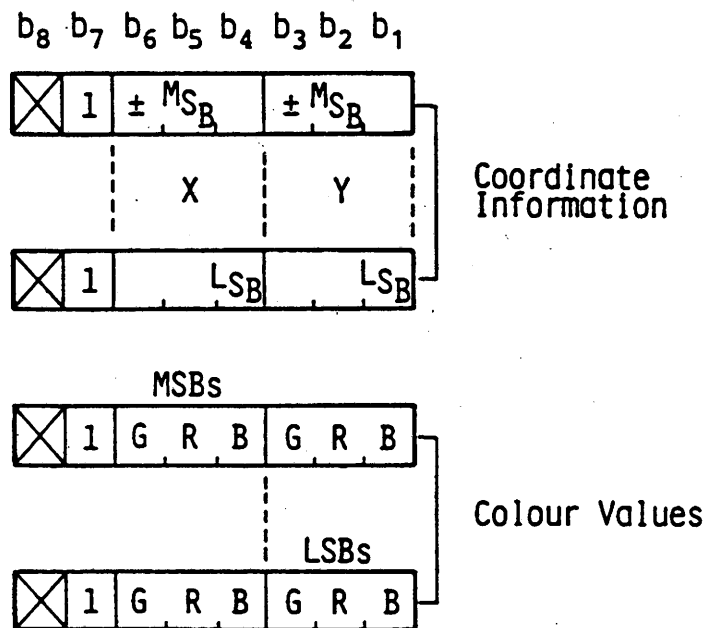 b8 b7 b6 b5 b4 b3 b2 b1
1 ± MSB ± MSB
X Y
Coordinate
Information
1 LSB LSB
MSBs
1 G R B G R B
Colour Values
LSBs
1 G R B G R B